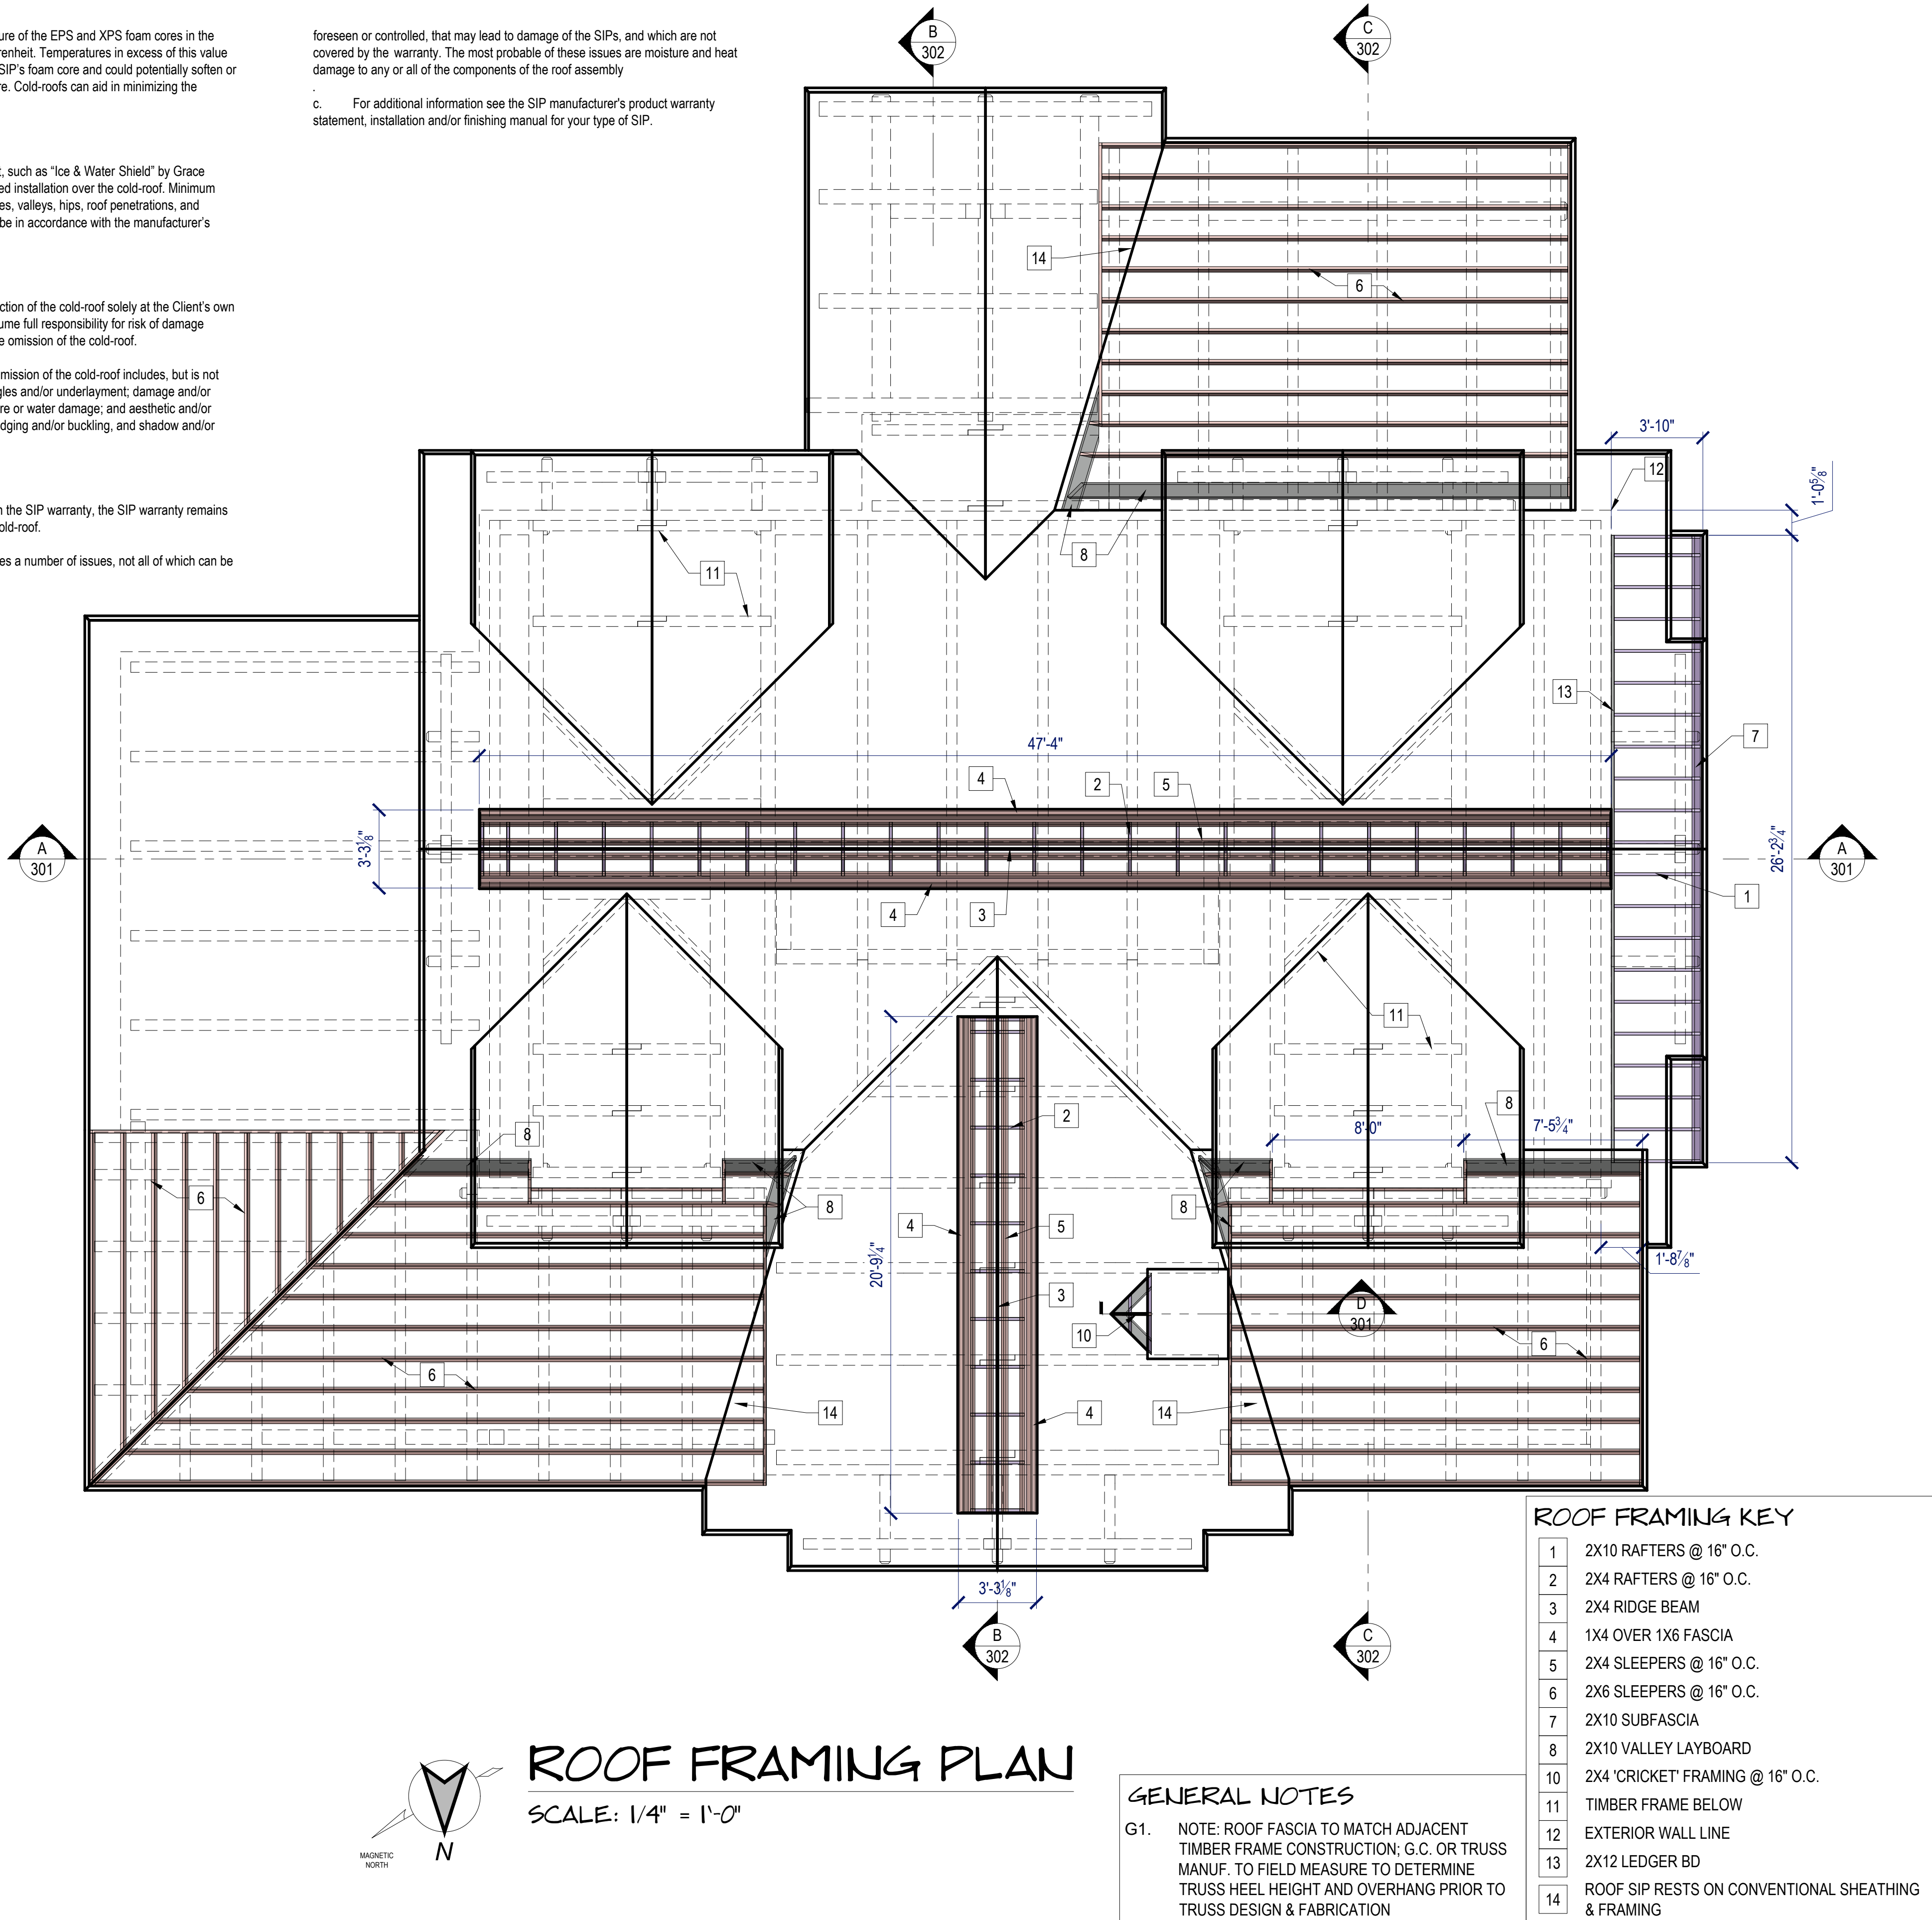 ure of the EPS and XPS foam cores in the
renheit. Temperatures in excess of this value
SIP's foam core and could potentially soften or
re. Cold-roofs can aid in minimizing the
t, such as “Ice & Water Shield” by Grace
ed installation over the cold-roof. Minimum
es, valleys, hips, roof penetrations, and
be in accordance with the manufacturer's
ction of the cold-roof solely at the Client's own
ume full responsibility for risk of damage
e omission of the cold-roof.
mission of the cold-roof includes, but is not
gles and/or underlayment; damage and/or
re or water damage; and aesthetic and/or
dging and/or buckling, and shadow and/or
n the SIP warranty, the SIP warranty remains
old-roof.
es a number of issues, not all of which can be
foreseen or controlled, that may lead to damage of the SIPs, and which are not
covered by the warranty. The most probable of these issues are moisture and heat
damage to any or all of the components of the roof assembly
.
c. For additional information see the SIP manufacturer's product warranty
statement, installation and/or finishing manual for your type of SIP.
B
302
C
302
14
6
3'-10"
12
1'-0⅝"
8
11
13
7
47'-4"
4
2
5
3'-3⅛"
A
301
A
301
26'-2¾"
1
4
3
11
2
8
8
8'-0"
7'-5¾"
6
8
8
4
5
20'-9¼"
1'-8⅞"
3
10
D
301
6
6
14
4
14
3'-3⅛"
B
302
C
302
ROOF FRAMING PLAN
SCALE: 1/4" = 1'-0"
MAGNETIC
NORTH
N
GENERAL NOTES
G1. NOTE: ROOF FASCIA TO MATCH ADJACENT
TIMBER FRAME CONSTRUCTION; G.C. OR TRUSS
MANUF. TO FIELD MEASURE TO DETERMINE
TRUSS HEEL HEIGHT AND OVERHANG PRIOR TO
TRUSS DESIGN & FABRICATION
ROOF FRAMING KEY
1 2X10 RAFTERS @ 16" O.C.
2 2X4 RAFTERS @ 16" O.C.
3 2X4 RIDGE BEAM
4 1X4 OVER 1X6 FASCIA
5 2X4 SLEEPERS @ 16" O.C.
6 2X6 SLEEPERS @ 16" O.C.
7 2X10 SUBFASCIA
8 2X10 VALLEY LAYBOARD
10 2X4 'CRICKET' FRAMING @ 16" O.C.
11 TIMBER FRAME BELOW
12 EXTERIOR WALL LINE
13 2X12 LEDGER BD
14 ROOF SIP RESTS ON CONVENTIONAL SHEATHING
& FRAMING